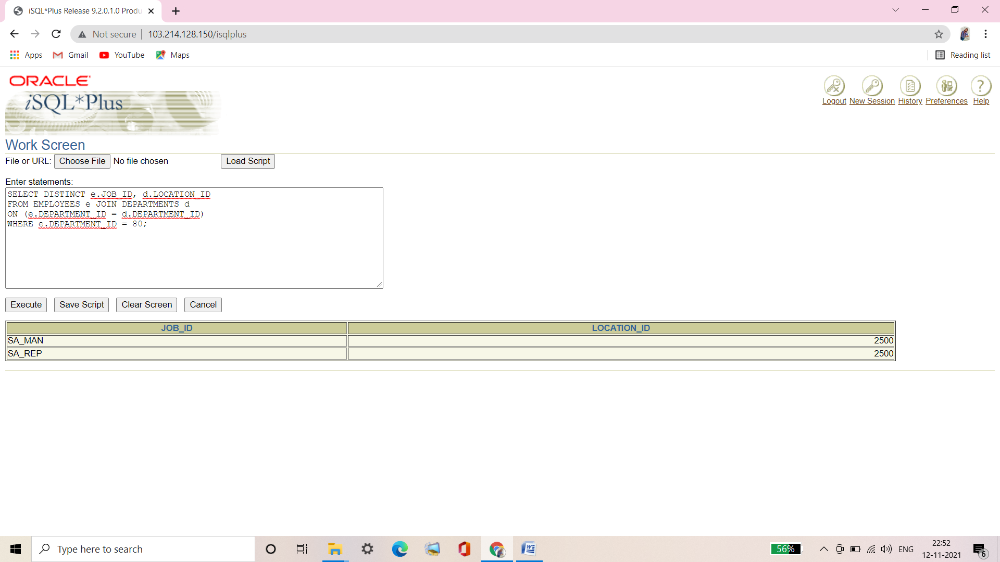 iSQL*Plus Release 9.2.0.1.0 Produ
Not secure | 103.214.128.150/isqlplus
Apps Gmail YouTube Maps Reading list
ORACLE
iSQL*Plus
Logout New Session History Preferences Help
Work Screen
File or URL: Choose File No file chosen Load Script
Enter statements:
SELECT DISTINCT e.JOB_ID, d.LOCATION_ID
FROM EMPLOYEES e JOIN DEPARTMENTS d
ON (e.DEPARTMENT_ID = d.DEPARTMENT_ID)
WHERE e.DEPARTMENT_ID = 80;
Execute Save Script Clear Screen Cancel
JOB_ID LOCATION_ID
SA_MAN 2500
SA_REP 2500
Type here to search
56%
ENG
22:52
12-11-2021
6